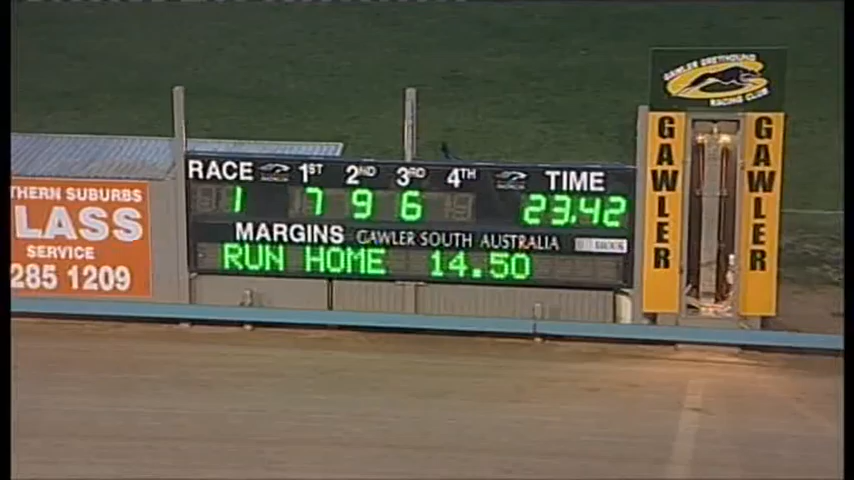 GAWLER GREYHOUND
RACING CLUB
GAWLER
GAWLER
RACE 1ST 2ND 3RD 4TH TIME
1 7 9 6 23.42
MARGINS GAWLER SOUTH AUSTRALIA
RUN HOME 14.50
THERN SUBURBS
LASS
SERVICE
285 1209